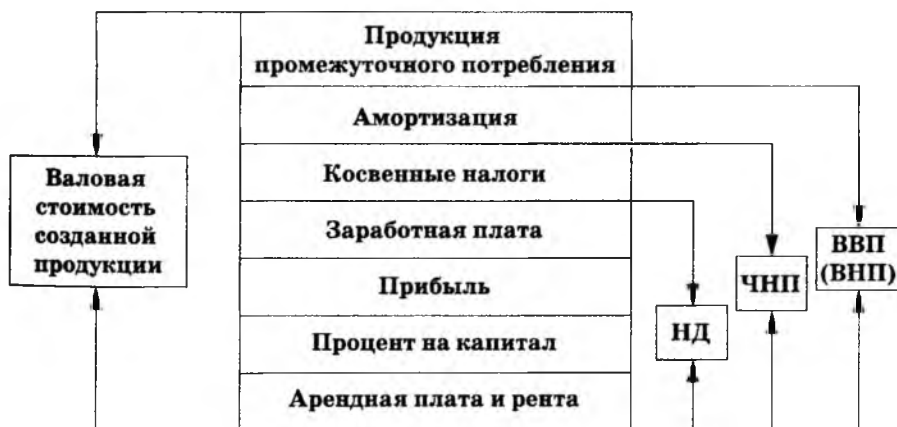 Продукция
промежуточного потребления
Амортизация
Косвенные налоги
Заработная плата
Прибыль
Процент на капитал
Арендная плата и рента
Валовая
стоимость
созданной
продукции
НД
ЧНП
ВВП
(ВНП)